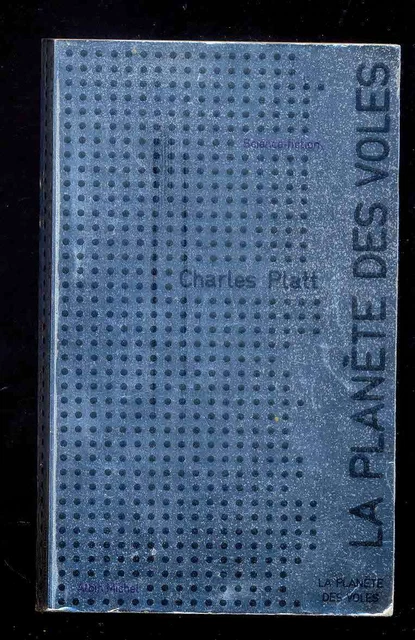 Science-fiction
Charles Platt
LA PLANÈTE DES VOLES
Albin Michel
LA PLANÈTE
DES VOLES